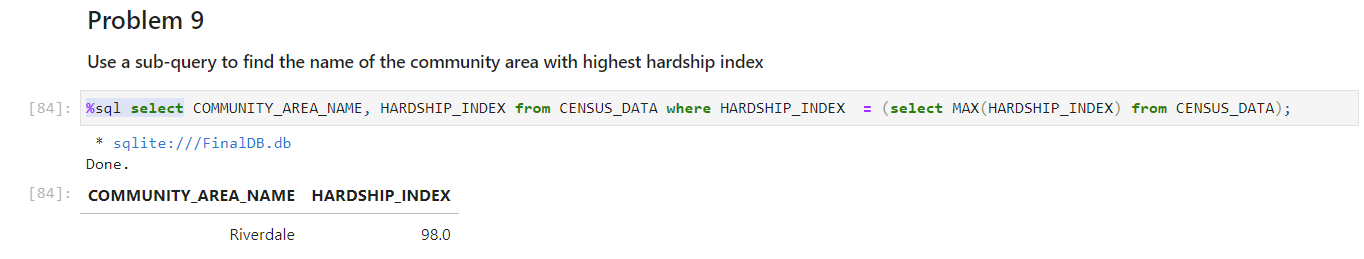 Problem 9
Use a sub-query to find the name of the community area with highest hardship index
[84]: %sql select COMMUNITY_AREA_NAME, HARDSHIP_INDEX from CENSUS_DATA where HARDSHIP_INDEX  = (select MAX(HARDSHIP_INDEX) from CENSUS_DATA);
* sqlite:///FinalDB.db
Done.
[84]: COMMUNITY_AREA_NAME HARDSHIP_INDEX
Riverdale 98.0